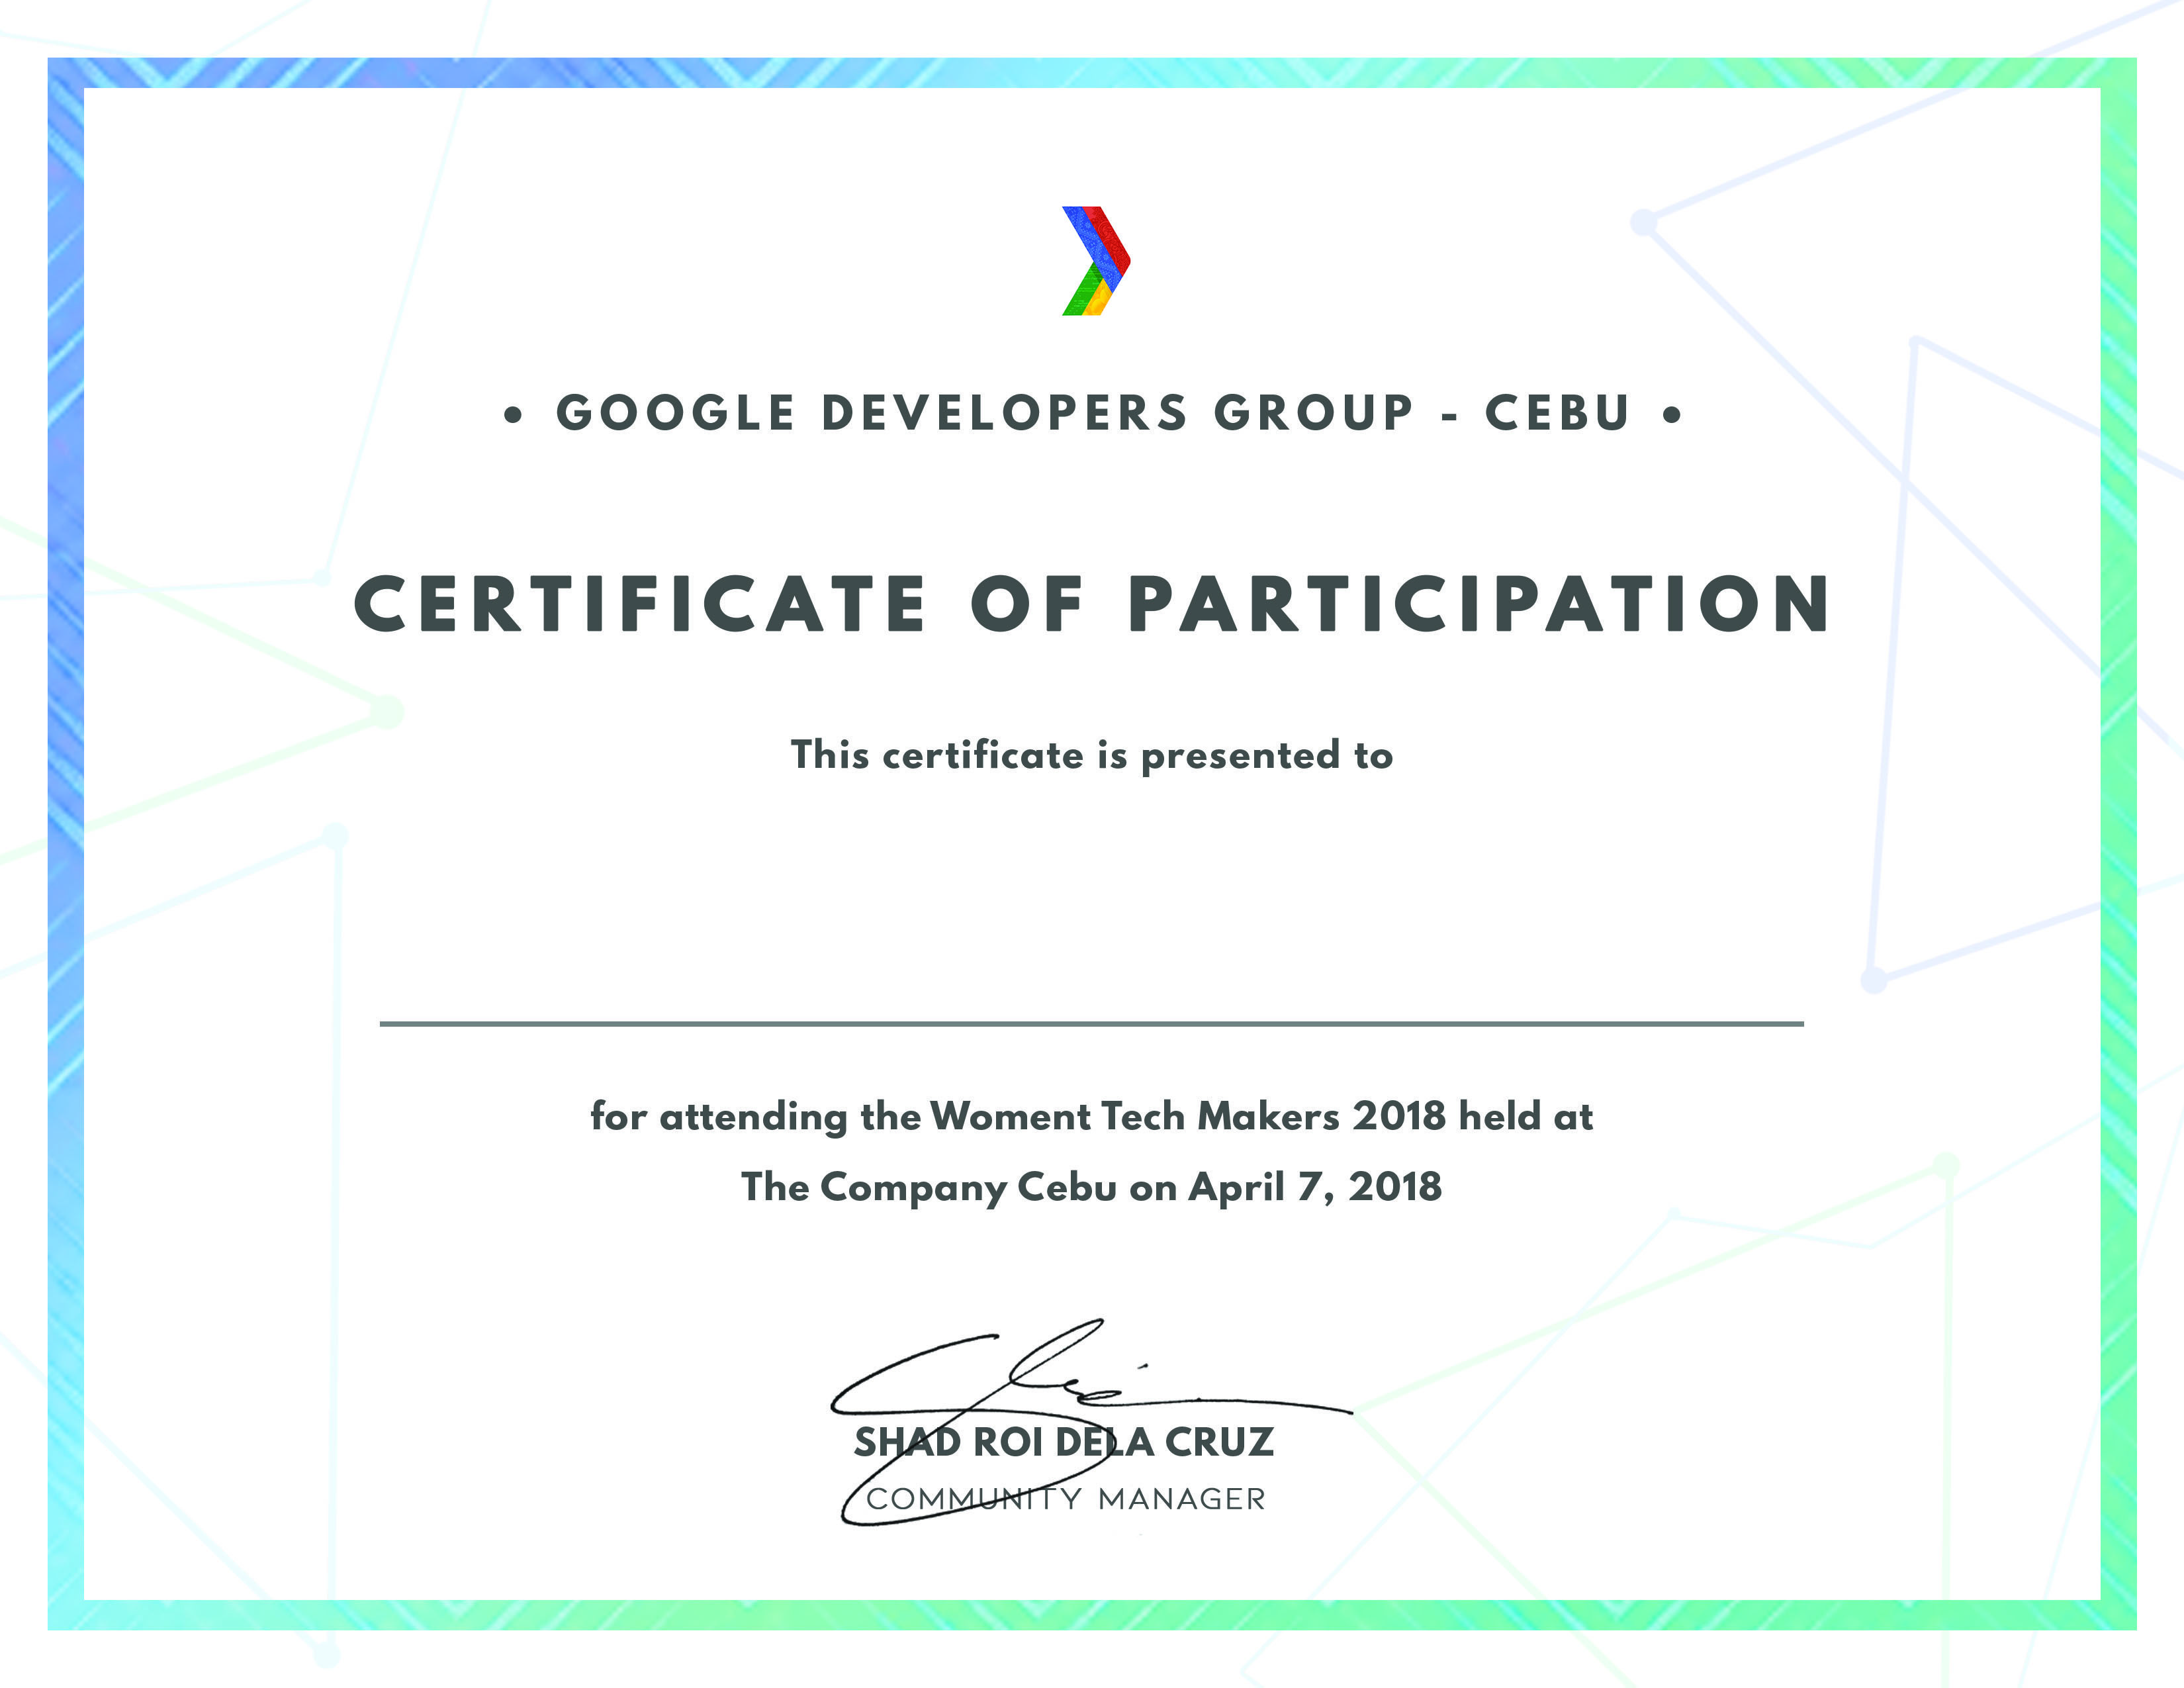 • GOOGLE DEVELOPERS GROUP - CEBU •
CERTIFICATE OF PARTICIPATION
This certificate is presented to
for attending the Woment Tech Makers 2018 held at
The Company Cebu on April 7, 2018
SHAD ROI DELA CRUZ
COMMUNITY MANAGER